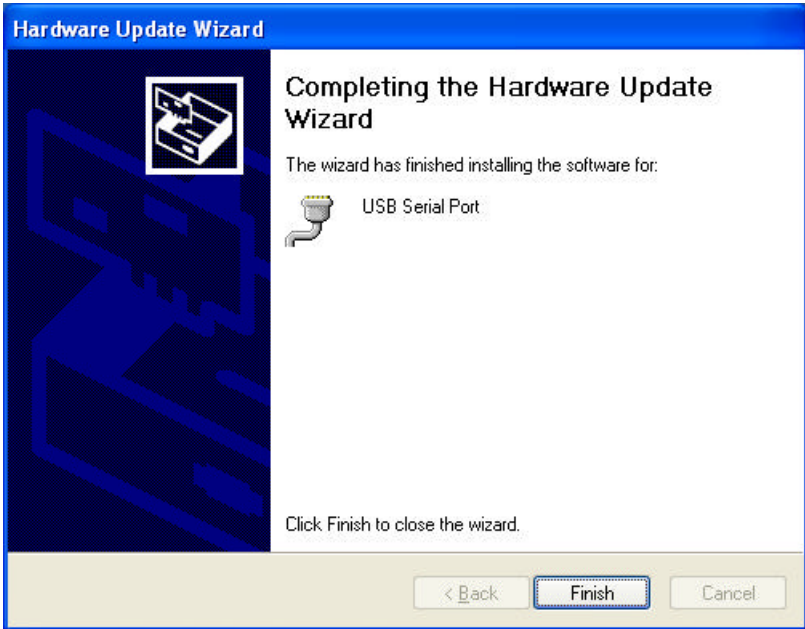 Hardware Update Wizard
Completing the Hardware Update
Wizard
The wizard has finished installing the software for:
USB Serial Port
Click Finish to close the wizard.
< Back
Finish
Cancel